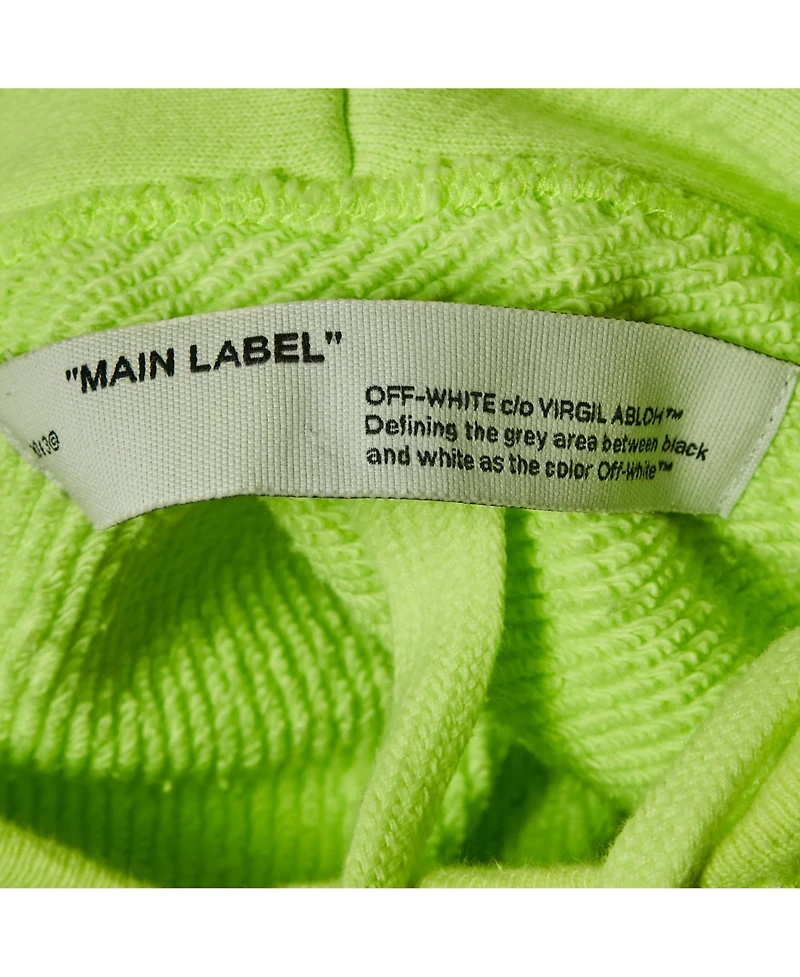 "MAIN LABEL"
OFF-WHITE c/o VIRGIL ABLOH™
Defining the grey area between black
and white as the color Off-White™